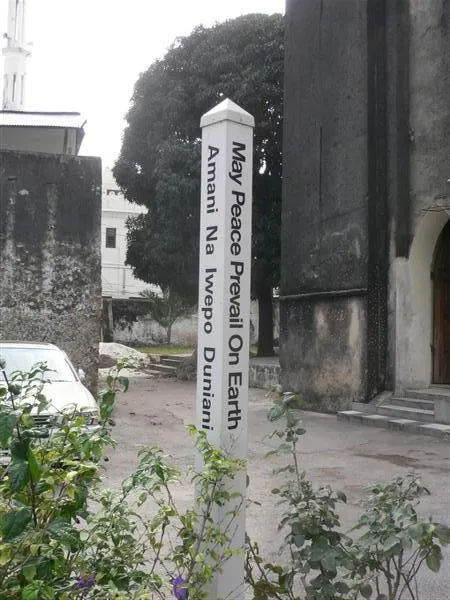 Amani Na Iwepo Duniani
May Peace Prevail On Earth